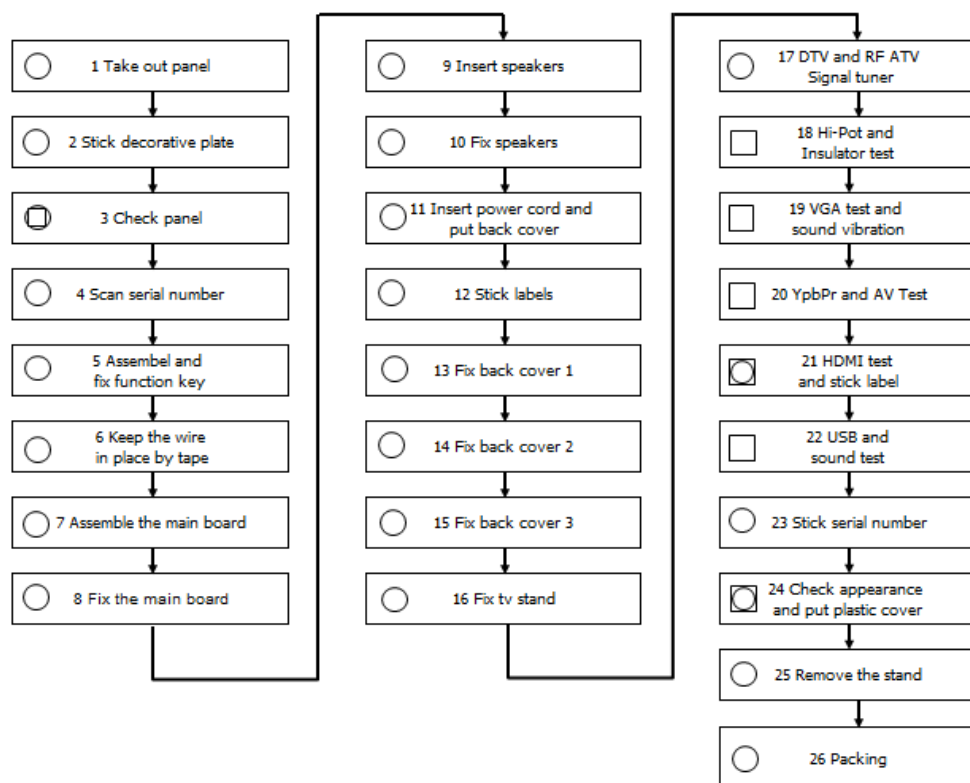 1 Take out panel
2 Stick decorative plate
3 Check panel
4 Scan serial number
5 Assembel and
fix function key
6 Keep the wire
in place by tape
7 Assemble the main board
8 Fix the main board
9 Insert speakers
10 Fix speakers
11 Insert power cord and
put back cover
12 Stick labels
13 Fix back cover 1
14 Fix back cover 2
15 Fix back cover 3
16 Fix tv stand
17 DTV and RF ATV
Signal tuner
18 Hi-Pot and
Insulator test
19 VGA test and
sound vibration
20 YpbPr and AV Test
21 HDMI test
and stick label
22 USB and
sound test
23 Stick serial number
24 Check appearance
and put plastic cover
25 Remove the stand
26 Packing